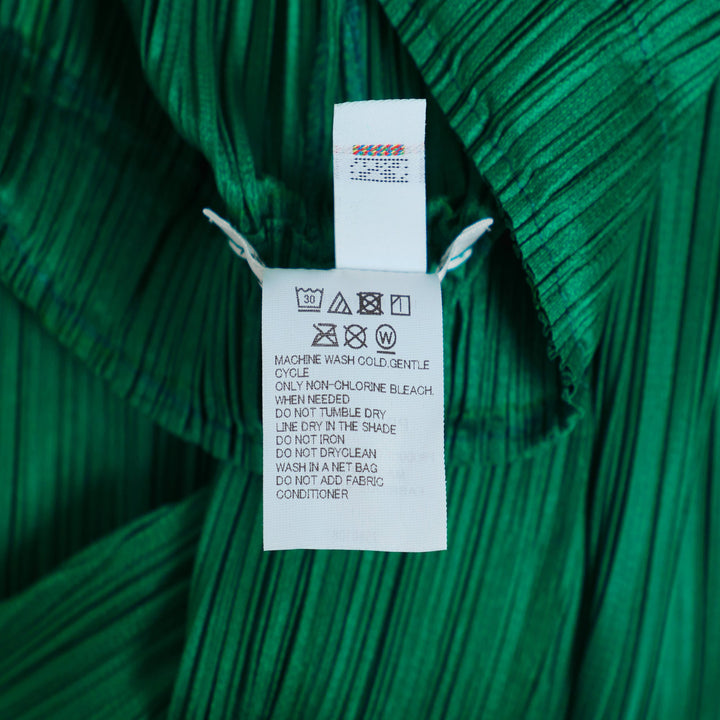 30
W
MACHINE WASH COLD.GENTLE
CYCLE
ONLY NON-CHLORINE BLEACH.
WHEN NEEDED
DO NOT TUMBLE DRY
LINE DRY IN THE SHADE
DO NOT IRON
DO NOT DRYCLEAN
WASH IN A NET BAG
DO NOT ADD FABRIC
CONDITIONER